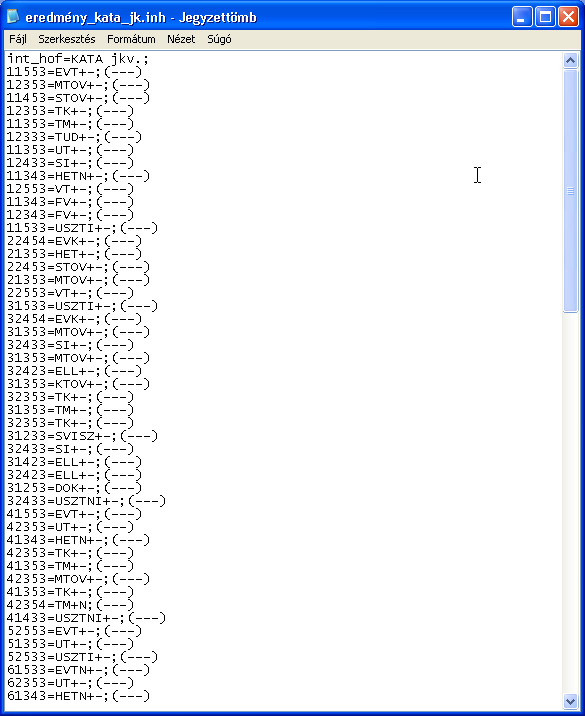 eredmény_kata_jk.inh - Jegyzettömb
Fájl Szerkesztés Formátum Nézet Súgó
int_hof=KATA jkv.;
11553=EVT+-;(---)
12353=MTOV+-;(---)
11453=STOV+-;(---)
12353=TK+-;(---)
11353=TM+-;(---)
12333=TUD+-;(---)
11353=UT+-;(---)
12433=SI+-;(---)
11343=HETN+-;(---)
12553=VT+-;(---)
11343=FV+-;(---)
12343=FV+-;(---)
11533=USZTI+-;(---)
22454=EVK+-;(---)
21353=HET+-;(---)
22453=STOV+-;(---)
21353=MTOV+-;(---)
22553=VT+-;(---)
31533=USZTI+-;(---)
32454=EVK+-;(---)
31353=MTOV+-;(---)
32433=SI+-;(---)
31353=MTOV+-;(---)
32423=ELL+-;(---)
31353=KTOV+-;(---)
32353=TK+-;(---)
31353=TM+-;(---)
32353=TK+-;(---)
31233=SVISZ+-;(---)
32433=SI+-;(---)
31423=ELL+-;(---)
32423=ELL+-;(---)
31253=DOK+-;(---)
32433=USZTNI+-;(---)
41553=EVT+-;(---)
42353=UT+-;(---)
41343=HETN+-;(---)
42353=TK+-;(---)
41353=TM+-;(---)
42353=MTOV+-;(---)
41353=TK+-;(---)
42354=TM+N;(---)
41433=USZTNI+-;(---)
52553=EVT+-;(---)
51353=UT+-;(---)
52533=USZTI+-;(---)
61533=EVTN+-;(---)
62353=UT+-;(---)
61343=HETN+-;(---)